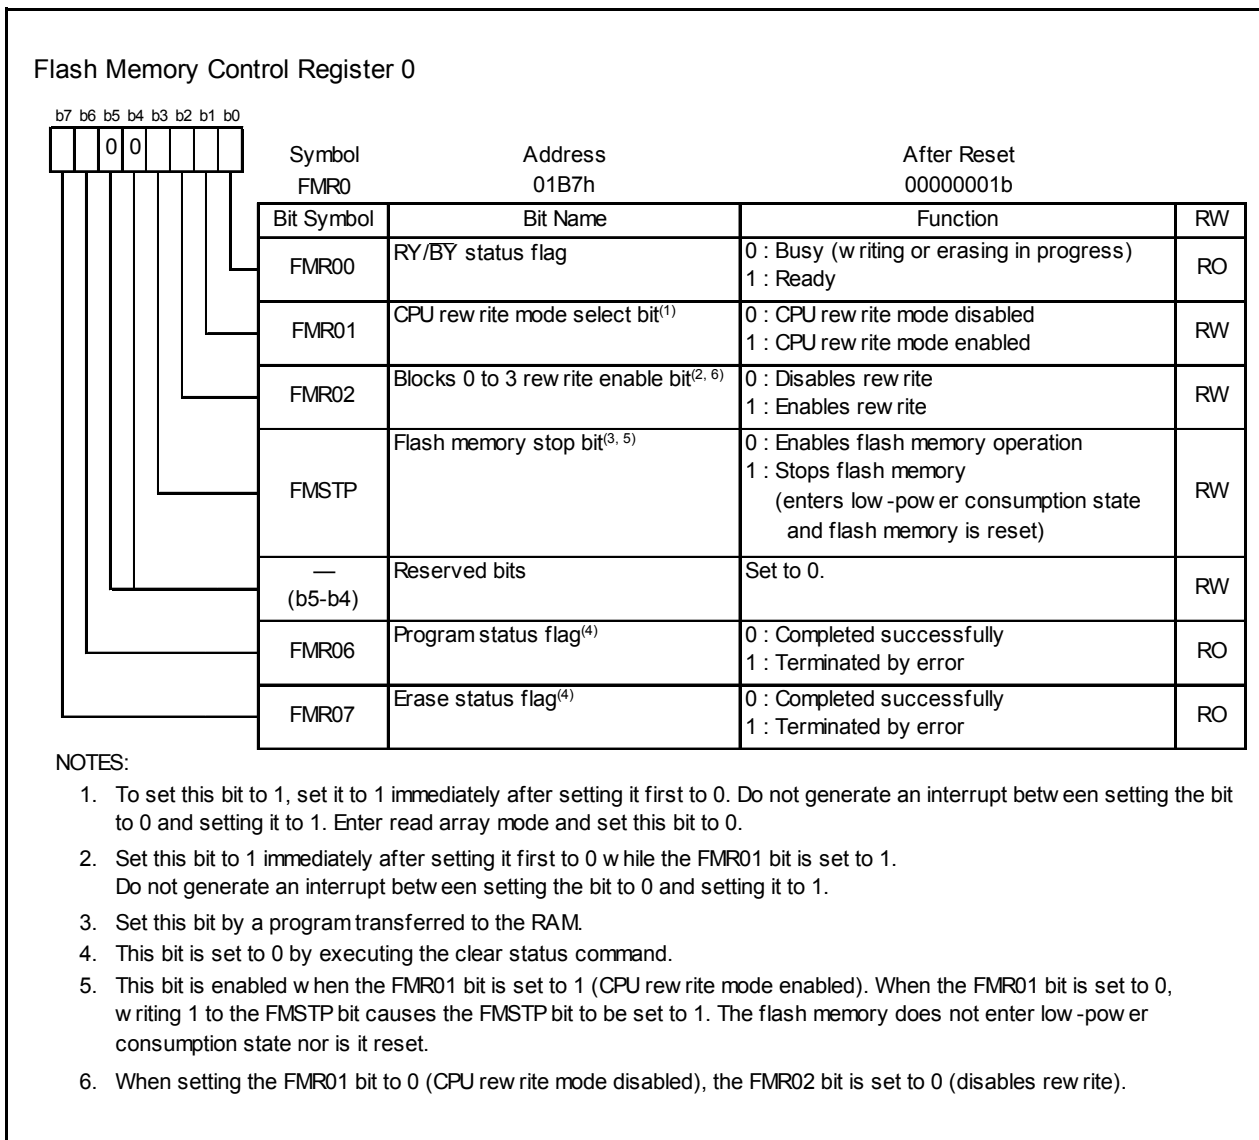 Flash Memory Control Register 0
b7 b6 b5 b4 b3 b2 b1 b0
0 0
Symbol Address After Reset
FMR0 01B7h 00000001b
Bit Symbol Bit Name Function RW
FMR00 RY/B̅Y̅ status flag 0 : Busy (writing or erasing in progress) RO
1 : Ready
FMR01 CPU rewrite mode select bit(1) 0 : CPU rewrite mode disabled RW
1 : CPU rewrite mode enabled
FMR02 Blocks 0 to 3 rewrite enable bit(2, 6) 0 : Disables rewrite RW
1 : Enables rewrite
FMSTP Flash memory stop bit(3, 5) 0 : Enables flash memory operation RW
1 : Stops flash memory
(enters low-power consumption state
and flash memory is reset)
— Reserved bits Set to 0. RW
(b5-b4)
FMR06 Program status flag(4) 0 : Completed successfully RO
1 : Terminated by error
FMR07 Erase status flag(4) 0 : Completed successfully RO
1 : Terminated by error
NOTES:
1. To set this bit to 1, set it to 1 immediately after setting it first to 0. Do not generate an interrupt between setting the bit
to 0 and setting it to 1. Enter read array mode and set this bit to 0.
2. Set this bit to 1 immediately after setting it first to 0 while the FMR01 bit is set to 1.
Do not generate an interrupt between setting the bit to 0 and setting it to 1.
3. Set this bit by a program transferred to the RAM.
4. This bit is set to 0 by executing the clear status command.
5. This bit is enabled when the FMR01 bit is set to 1 (CPU rewrite mode enabled). When the FMR01 bit is set to 0,
writing 1 to the FMSTP bit causes the FMSTP bit to be set to 1. The flash memory does not enter low-power
consumption state nor is it reset.
6. When setting the FMR01 bit to 0 (CPU rewrite mode disabled), the FMR02 bit is set to 0 (disables rewrite).